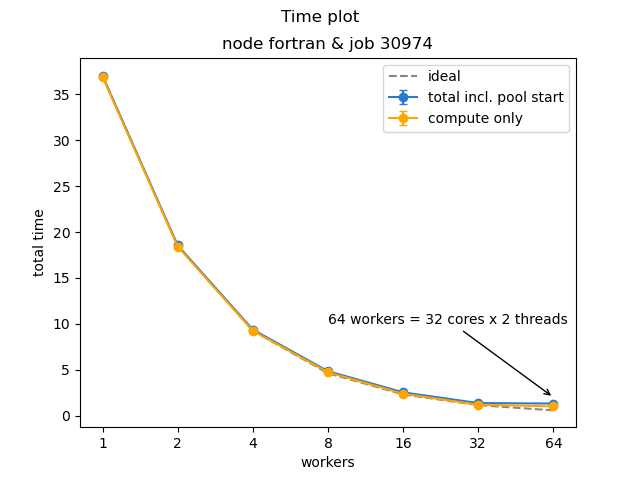 Time plot
node fortran & job 30974
ideal
total incl. pool start
compute only
35
30
25
20
15
10
5
0
total time
64 workers = 32 cores x 2 threads
1 2 4 8 16 32 64
workers